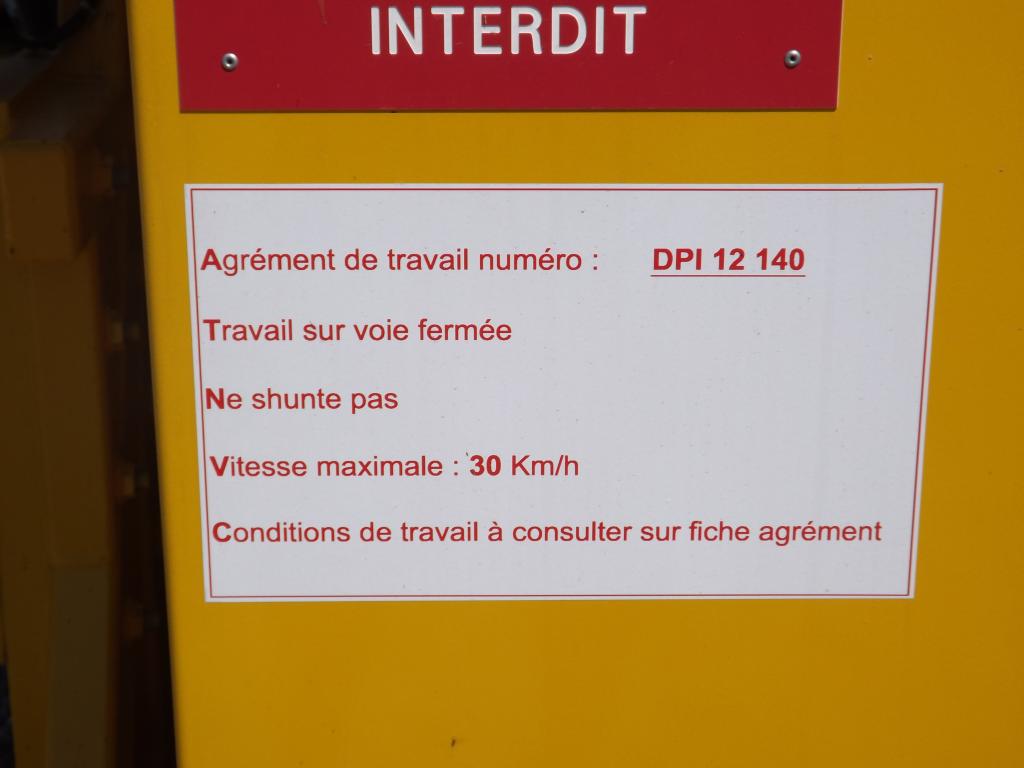 INTERDIT
Agrément de travail numéro : DPI 12 140
Travail sur voie fermée
Ne shunte pas
Vitesse maximale : 30 Km/h
Conditions de travail à consulter sur fiche agrément